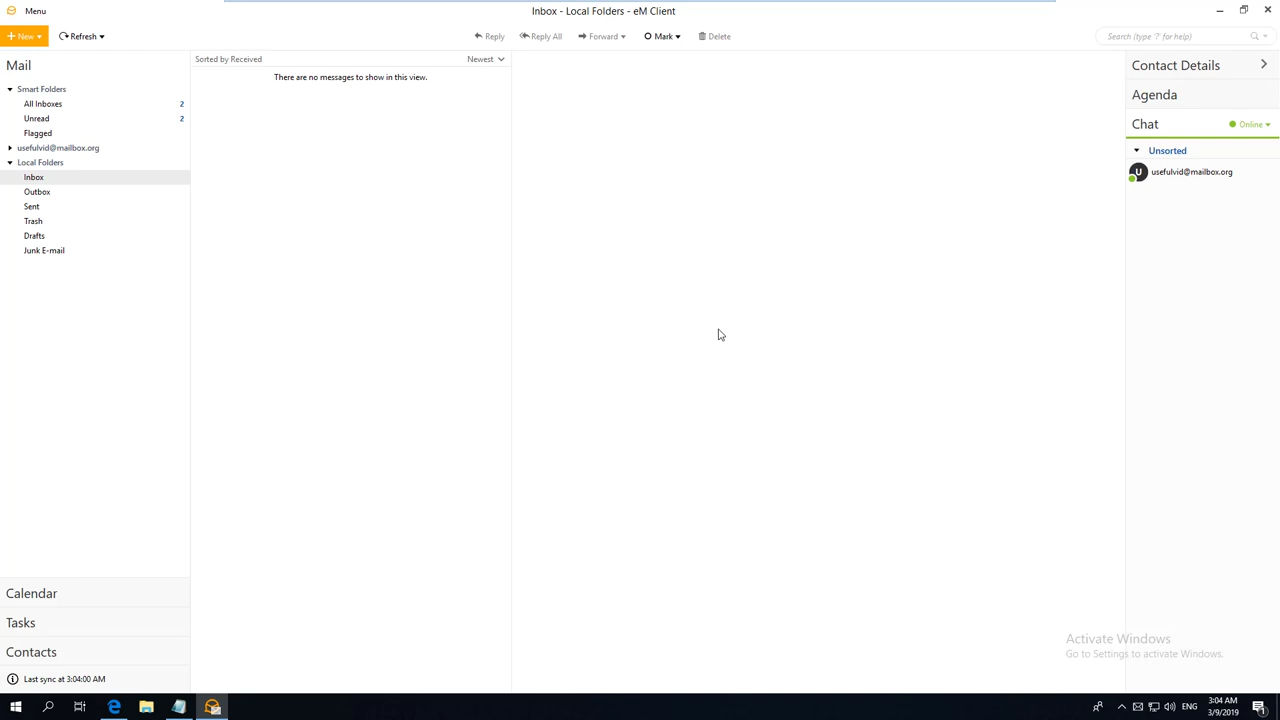 Menu
Inbox - Local Folders - eM Client
New
Refresh
Reply
Reply All
Forward
Mark
Delete
Search (type '?' for help)
Mail
Smart Folders
All Inboxes 2
Unread 2
Flagged
usefulvid@mailbox.org
Local Folders
Inbox
Outbox
Sent
Trash
Drafts
Junk E-mail
Calendar
Tasks
Contacts
Last sync at 3:04:00 AM
Sorted by Received
Newest
There are no messages to show in this view.
Contact Details
Agenda
Chat
Online
Unsorted
U
usefulvid@mailbox.org
Activate Windows
Go to Settings to activate Windows.
ENG
3:04 AM
3/9/2019
1